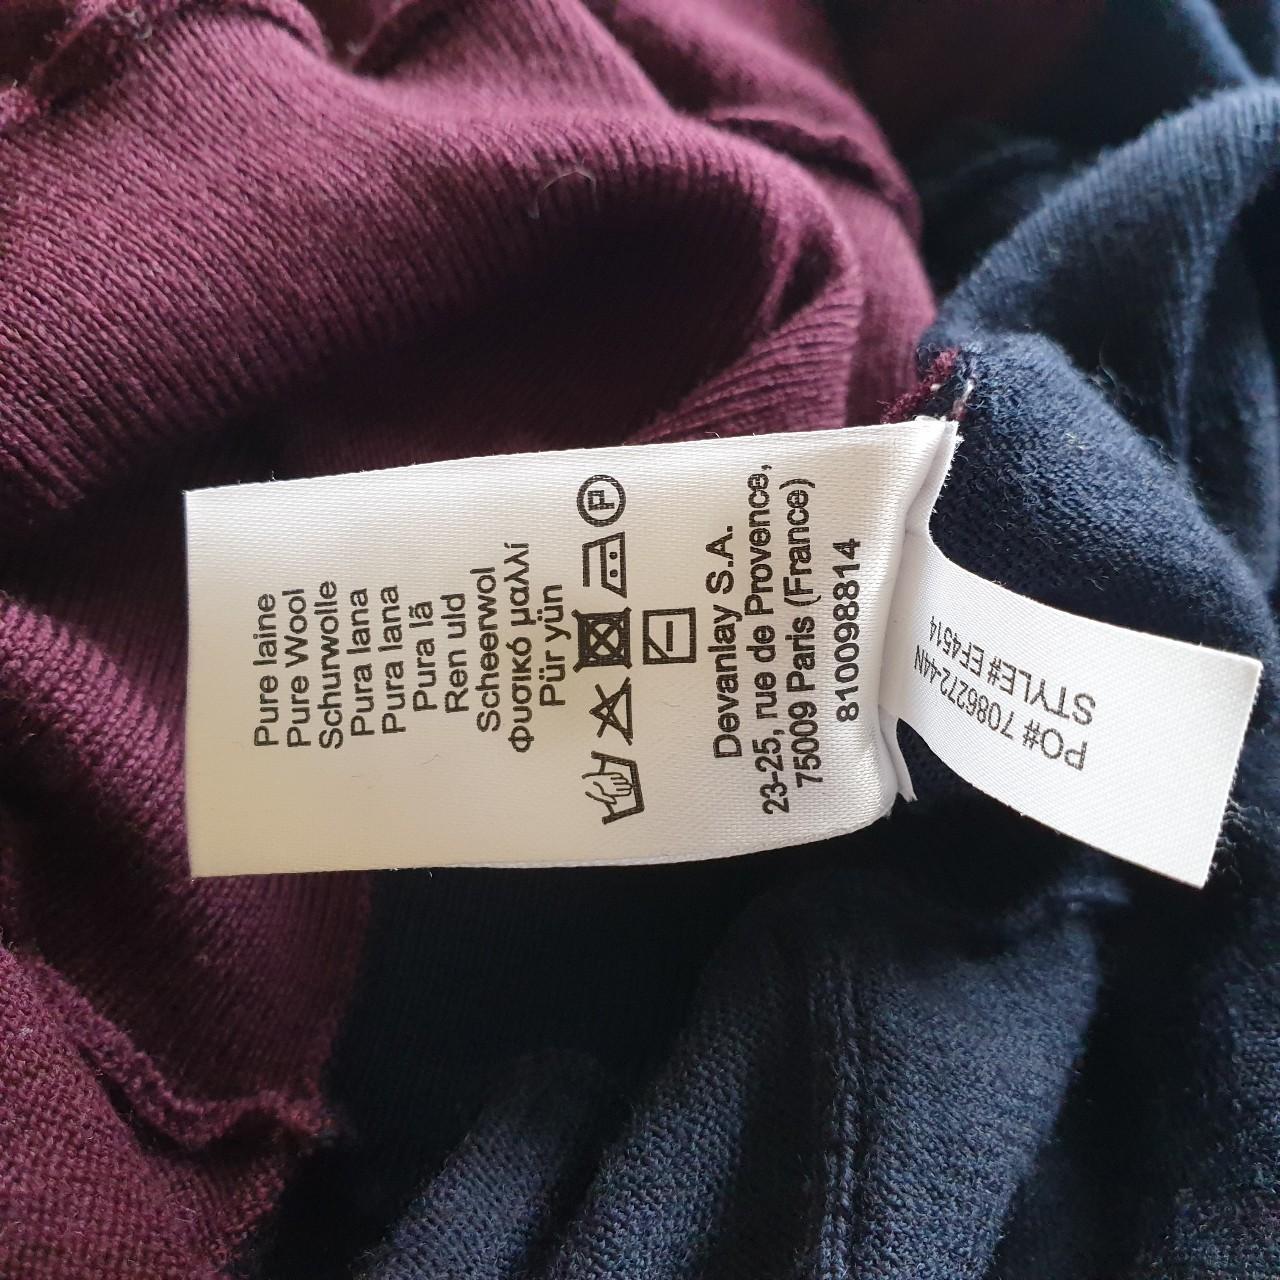 Pure laine
Pure Wool
Schurwolle
Pura lana
Pura lana
Pura lã
Ren uld
Scheerwol
Φυσικό μαλλί
Pür yün
P
Devanlay S.A.
23-25, rue de Provence,
75009 Paris (France)
810098814
PO# 7086272-44N
STYLE# EF4514